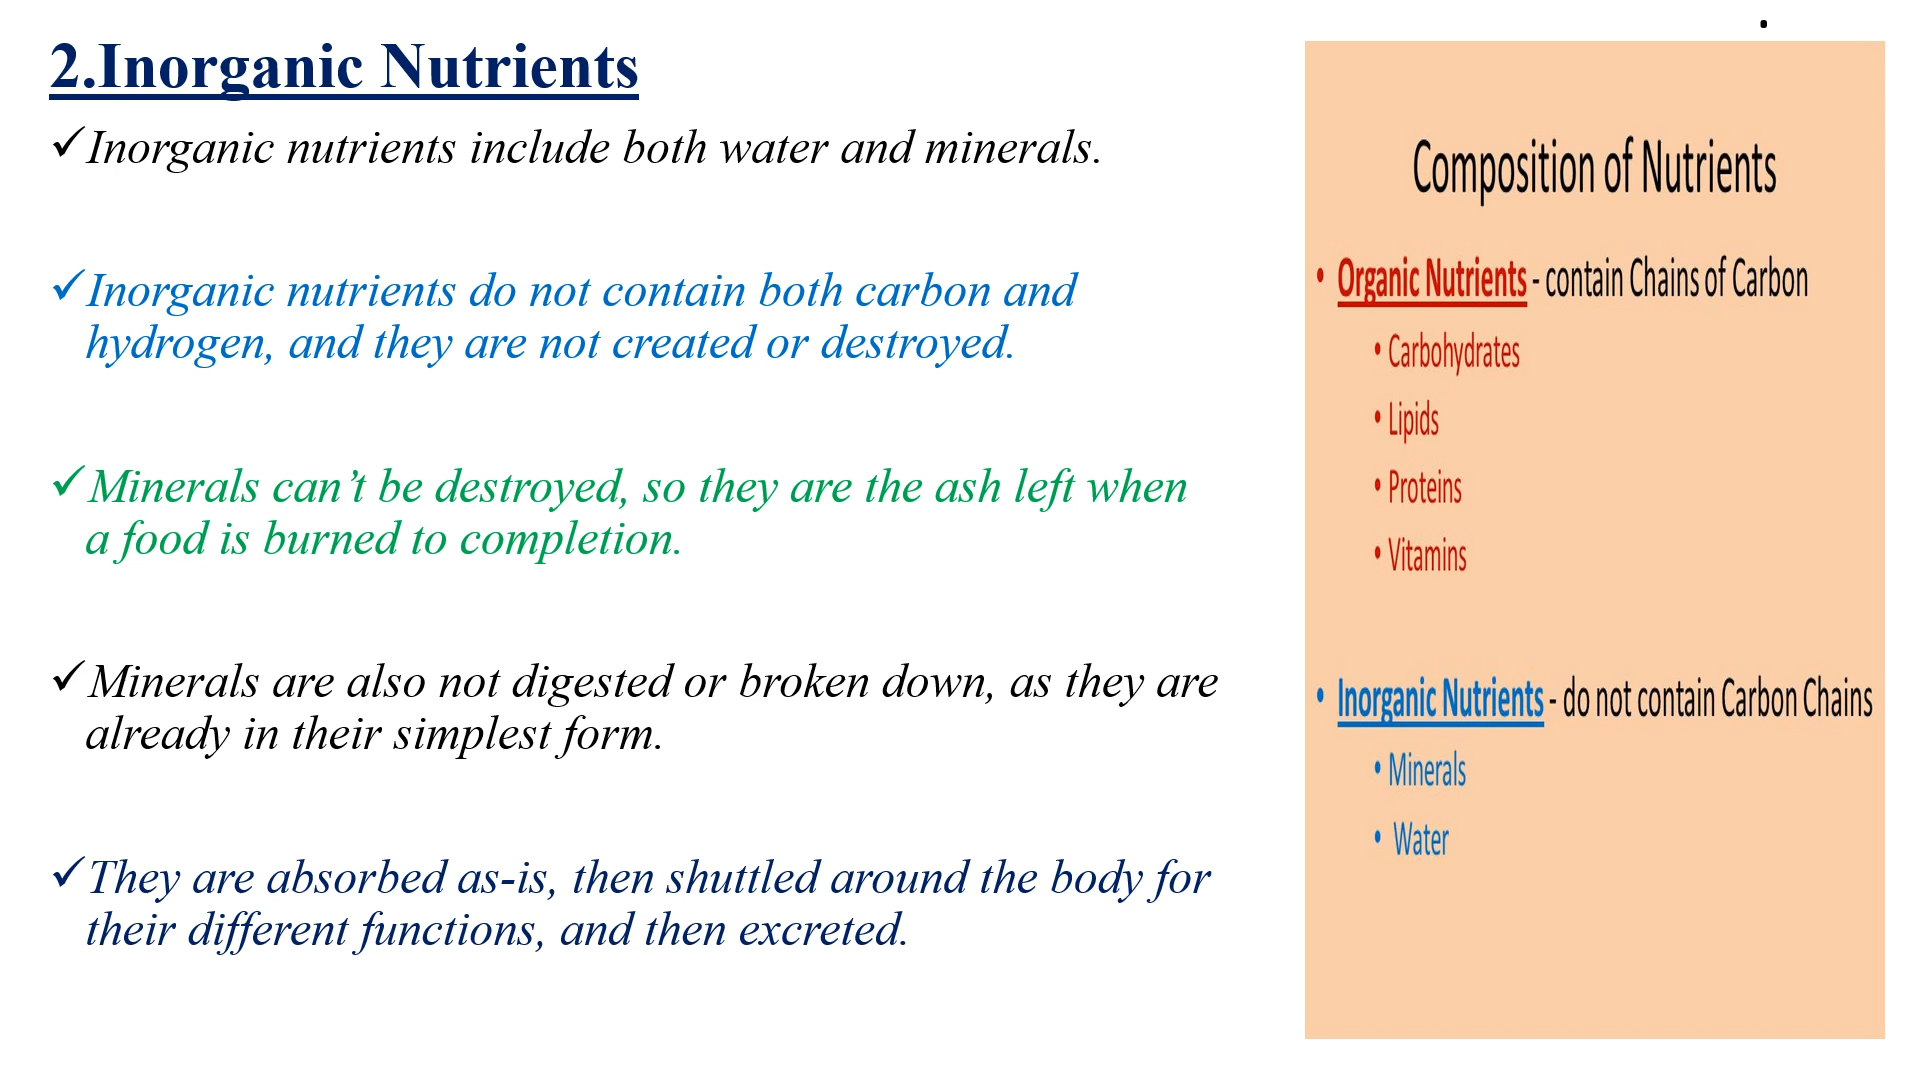 2.Inorganic Nutrients
✓Inorganic nutrients include both water and minerals.
✓Inorganic nutrients do not contain both carbon and
hydrogen, and they are not created or destroyed.
✓Minerals can’t be destroyed, so they are the ash left when
a food is burned to completion.
✓Minerals are also not digested or broken down, as they are
already in their simplest form.
✓They are absorbed as-is, then shuttled around the body for
their different functions, and then excreted.
.
Composition of Nutrients
• Organic Nutrients - contain Chains of Carbon
• Carbohydrates
• Lipids
• Proteins
• Vitamins
• Inorganic Nutrients - do not contain Carbon Chains
• Minerals
• Water